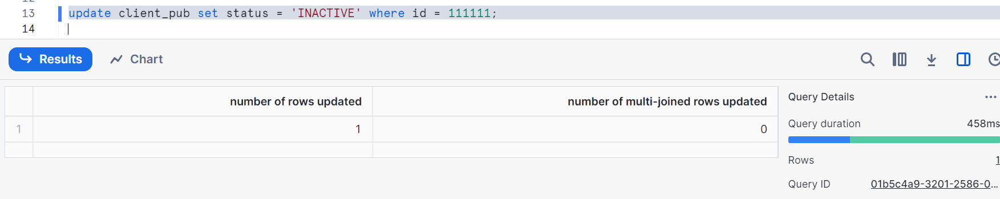 12
13 update client_pub set status = 'INACTIVE' where id = 111111;
14
Results Chart
number of rows updated number of multi-joined rows updated
1 1 0
Query Details
Query duration 458ms
Rows 1
Query ID 01b5c4a9-3201-2586-0...